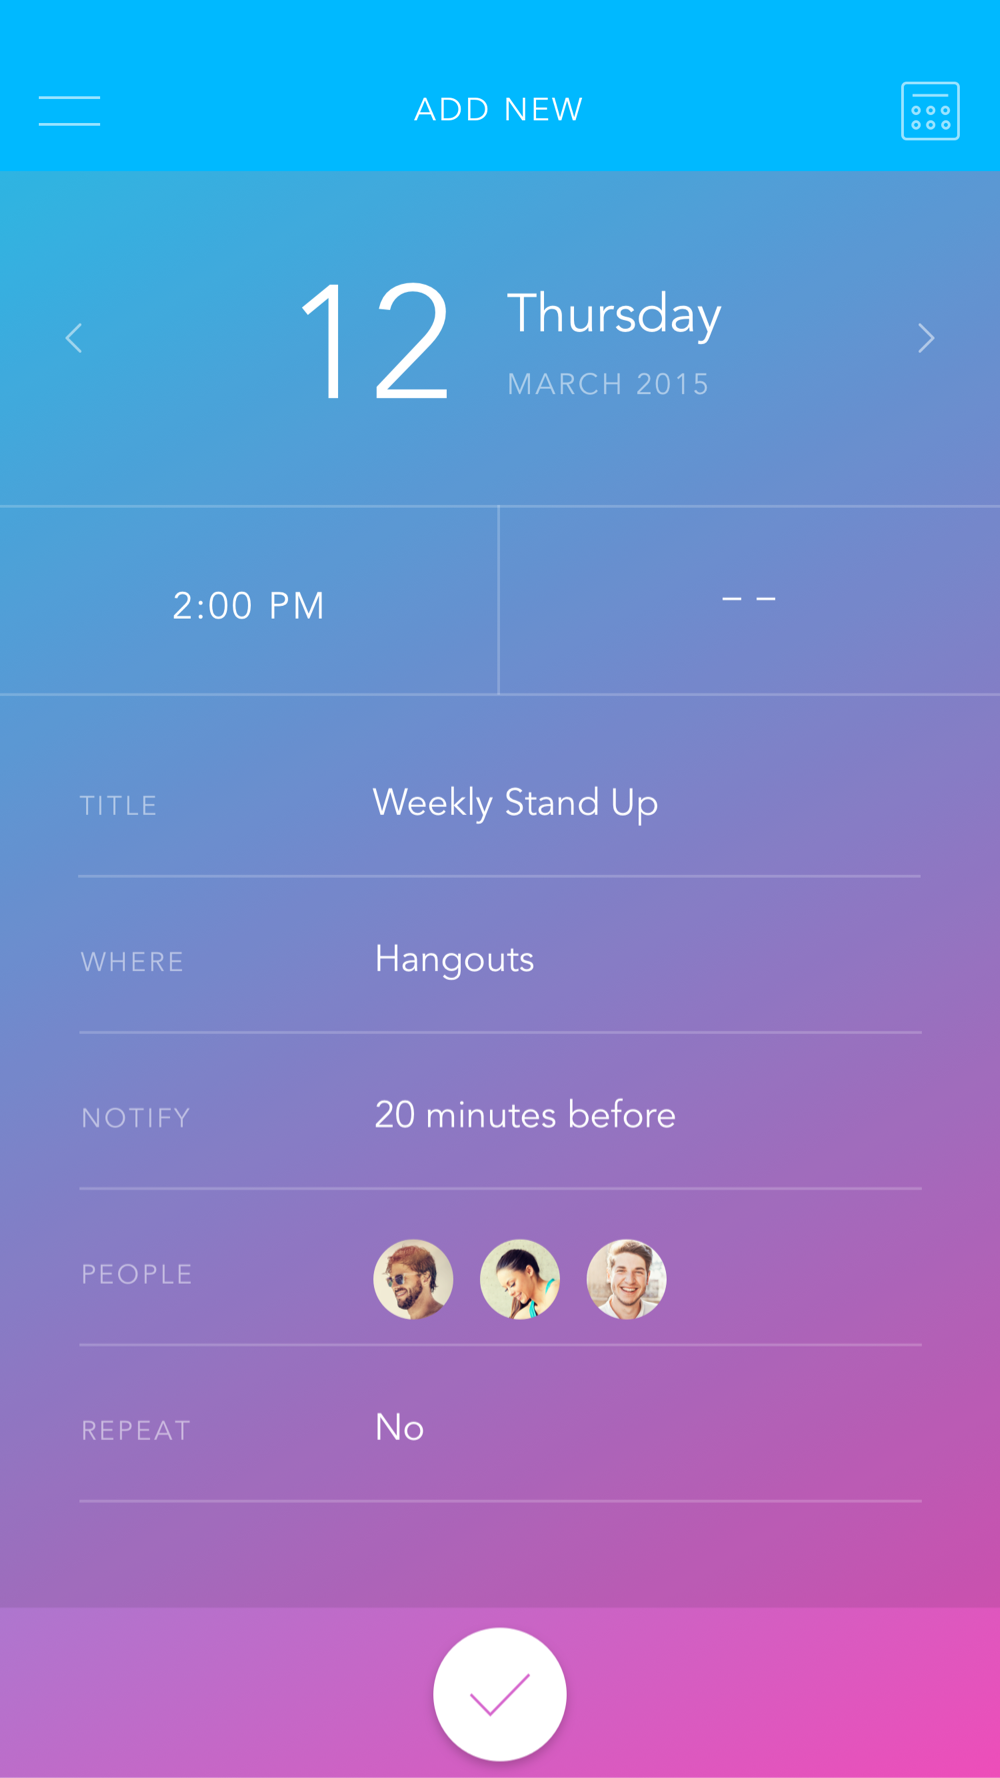 ADD NEW
12
Thursday
MARCH 2015
2:00 PM
– –
TITLE
Weekly Stand Up
WHERE
Hangouts
NOTIFY
20 minutes before
PEOPLE
REPEAT
No